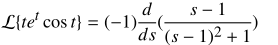 ℒ{te^t cos t} = (-1) d/ds ( (s-1) / ((s-1)^2 + 1) )